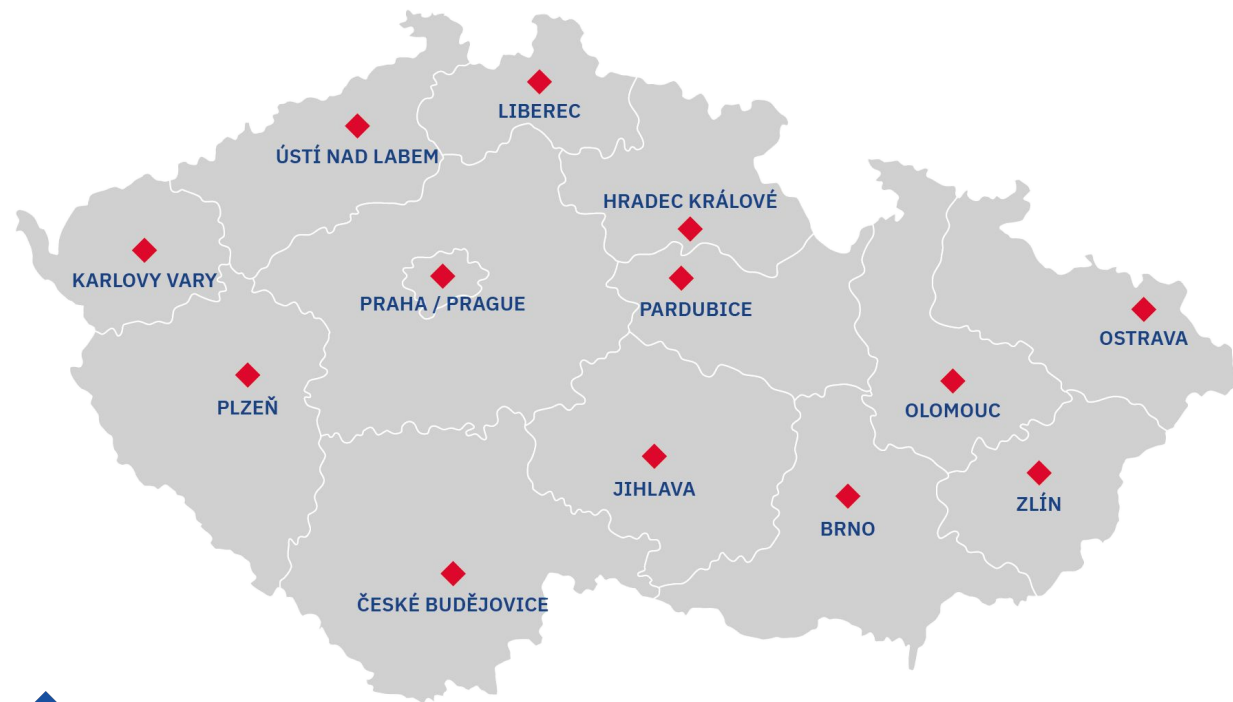 LIBEREC
ÚSTÍ NAD LABEM
HRADEC KRÁLOVÉ
KARLOVY VARY
PRAHA / PRAGUE
PARDUBICE
OSTRAVA
PLZEŇ
OLOMOUC
JIHLAVA
ZLÍN
BRNO
ČESKÉ BUDĚJOVICE